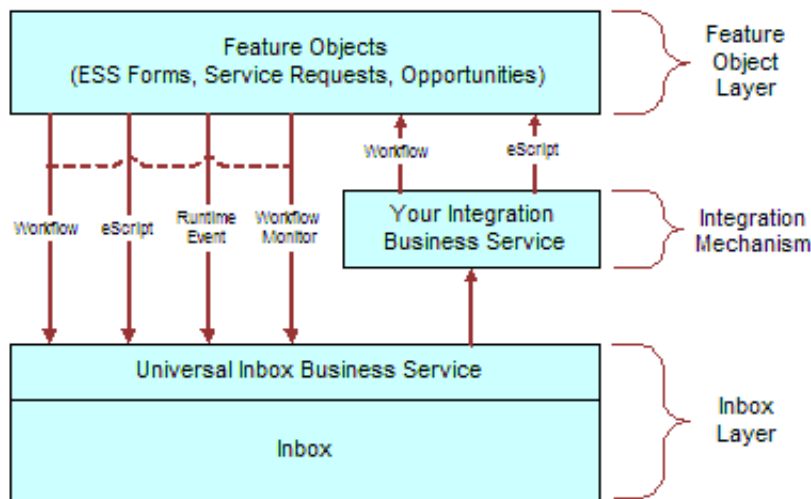 Feature Objects
(ESS Forms, Service Requests, Opportunities)
Feature
Object
Layer
Workflow
eScript
Workflow
eScript
Runtime
Event
Workflow
Monitor
Your Integration
Business Service
Integration
Mechanism
Universal Inbox Business Service
Inbox
Inbox
Layer